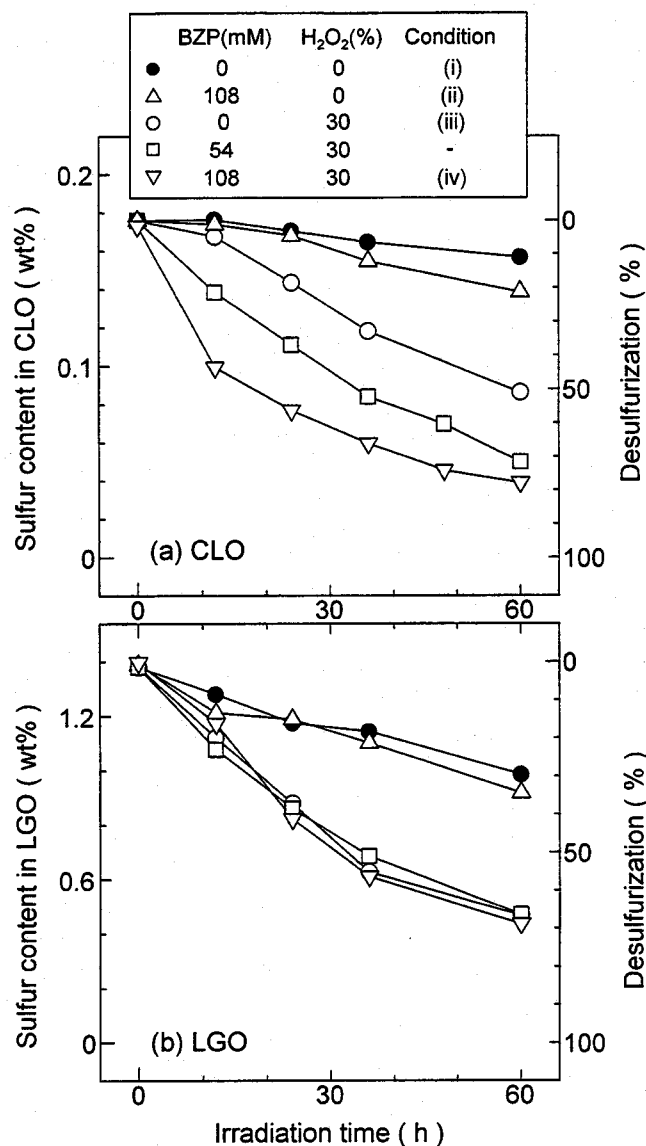 BZP(mM) H₂O₂(%) Condition
● 0 0 (i)
△ 108 0 (ii)
○ 0 30 (iii)
□ 54 30 -
▽ 108 30 (iv)
Sulfur content in CLO ( wt% )
0.2
0.1
0
Desulfurization ( % )
0
50
100
(a) CLO
0 30 60
Sulfur content in LGO ( wt% )
1.2
0.6
0
Desulfurization ( % )
0
50
100
(b) LGO
0 30 60
Irradiation time ( h )